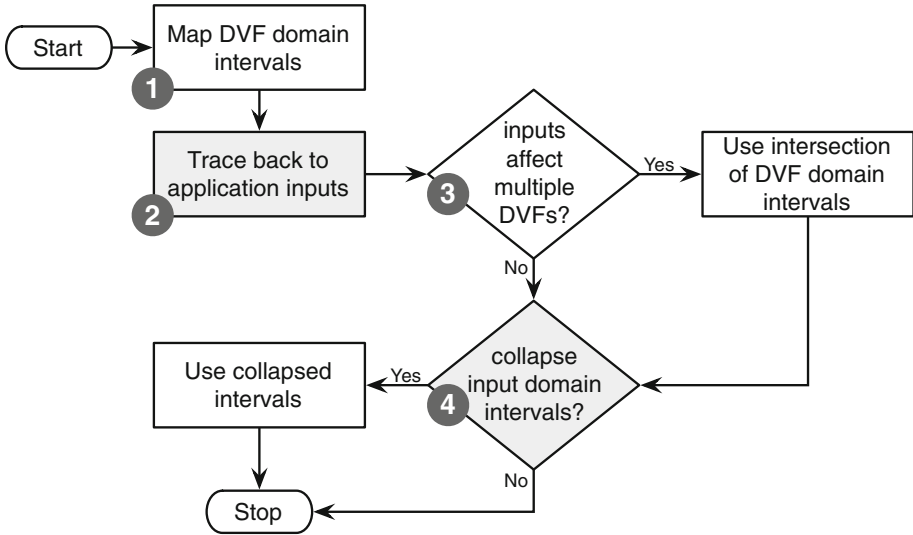 Start
Map DVF domain
intervals
1
Trace back to
application inputs
2
inputs
affect
multiple
DVFs?
3
Yes
Use intersection
of DVF domain
intervals
No
collapse
input domain
intervals?
4
Yes
Use collapsed
intervals
No
Stop